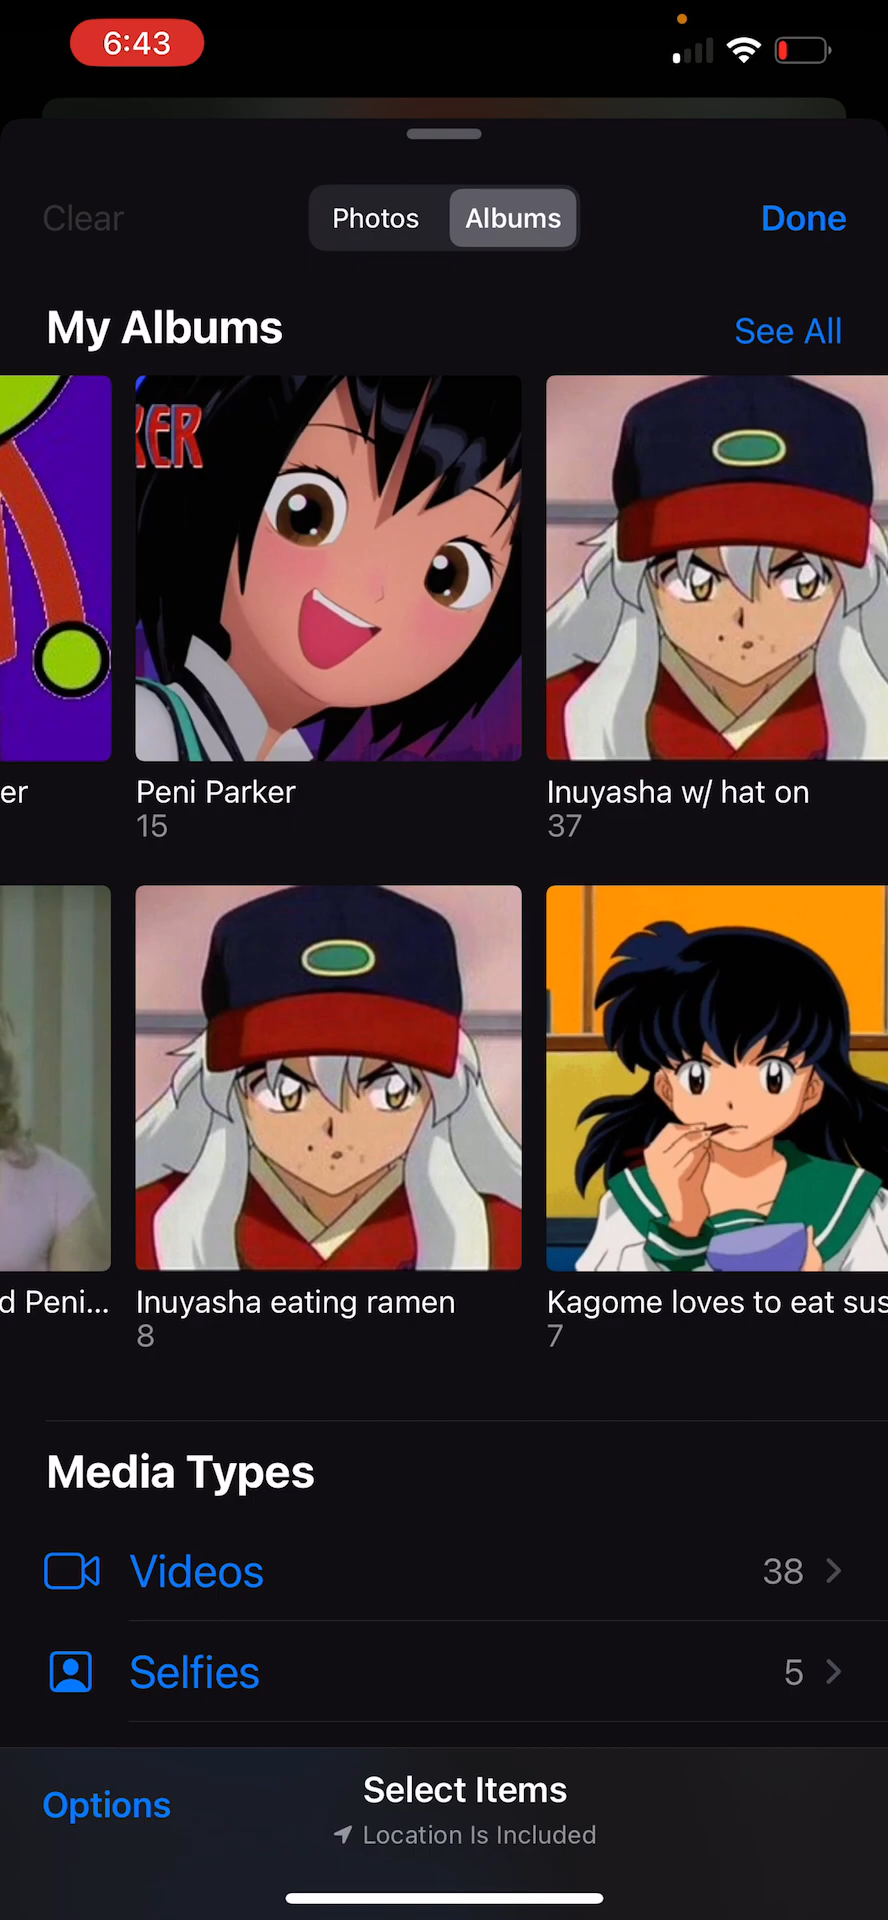 6:43
Clear
Photos
Albums
Done
My Albums
See All
KER
er
Peni Parker
15
Inuyasha w/ hat on
37
d Peni...
Inuyasha eating ramen
8
Kagome loves to eat sus
7
Media Types
Videos
38
Selfies
5
Options
Select Items
Location Is Included